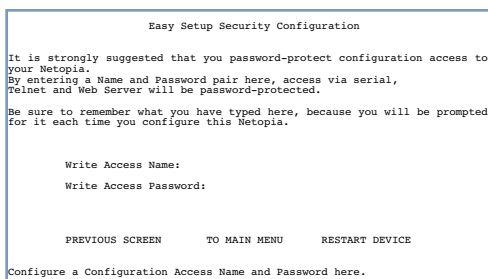 Easy Setup Security Configuration
It is strongly suggested that you password-protect configuration access to
your Netopia.
By entering a Name and Password pair here, access via serial,
Telnet and Web Server will be password-protected.
Be sure to remember what you have typed here, because you will be prompted
for it each time you configure this Netopia.
Write Access Name:
Write Access Password:
PREVIOUS SCREEN TO MAIN MENU RESTART DEVICE
Configure a Configuration Access Name and Password here.